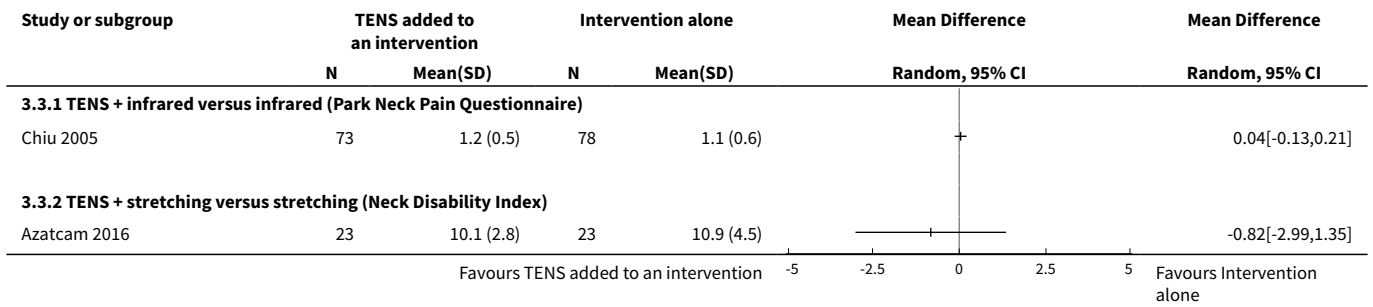 Study or subgroup TENS added to an intervention Intervention alone Mean Difference Mean Difference
N Mean(SD) N Mean(SD) Random, 95% CI Random, 95% CI
3.3.1 TENS + infrared versus infrared (Park Neck Pain Questionnaire)
Chiu 2005 73 1.2 (0.5) 78 1.1 (0.6) 0.04[-0.13,0.21]
3.3.2 TENS + stretching versus stretching (Neck Disability Index)
Azatcam 2016 23 10.1 (2.8) 23 10.9 (4.5) -0.82[-2.99,1.35]
Favours TENS added to an intervention -5 -2.5 0 2.5 5 Favours Intervention alone